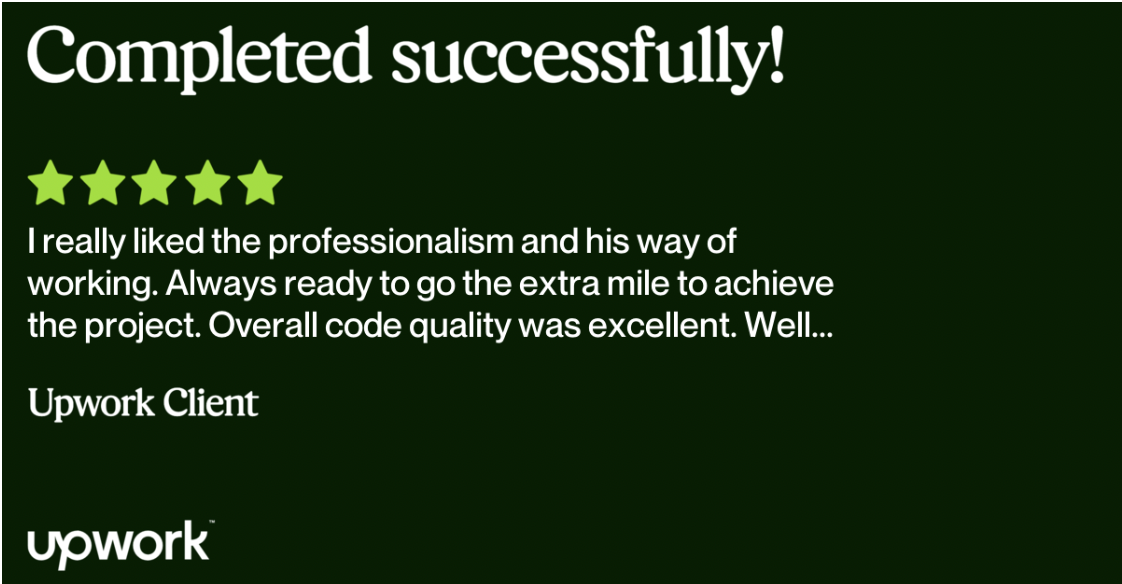 Completed successfully!
I really liked the professionalism and his way of
working. Always ready to go the extra mile to achieve
the project. Overall code quality was excellent. Well...
Upwork Client
upwork™